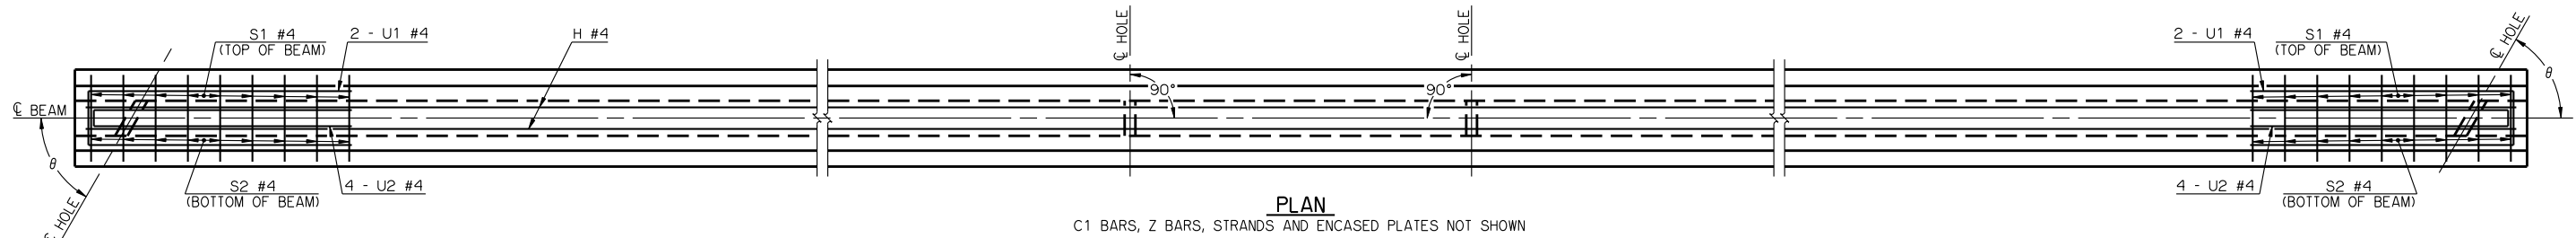 S1 #4
(TOP OF BEAM)
2 - U1 #4
H #4
℄ HOLE
℄ HOLE
2 - U1 #4
S1 #4
(TOP OF BEAM)
℄ HOLE
θ
90°
90°
℄ BEAM
θ
S2 #4
(BOTTOM OF BEAM)
4 - U2 #4
4 - U2 #4
S2 #4
(BOTTOM OF BEAM)
℄ HOLE
PLAN
C1 BARS, Z BARS, STRANDS AND ENCASED PLATES NOT SHOWN